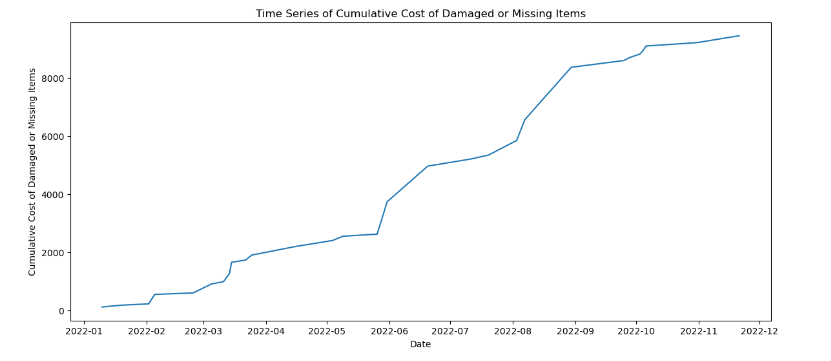 Time Series of Cumulative Cost of Damaged or Missing Items
Cumulative Cost of Damaged or Missing Items
8000
6000
4000
2000
0
2022-01 2022-02 2022-03 2022-04 2022-05 2022-06 2022-07 2022-08 2022-09 2022-10 2022-11 2022-12
Date